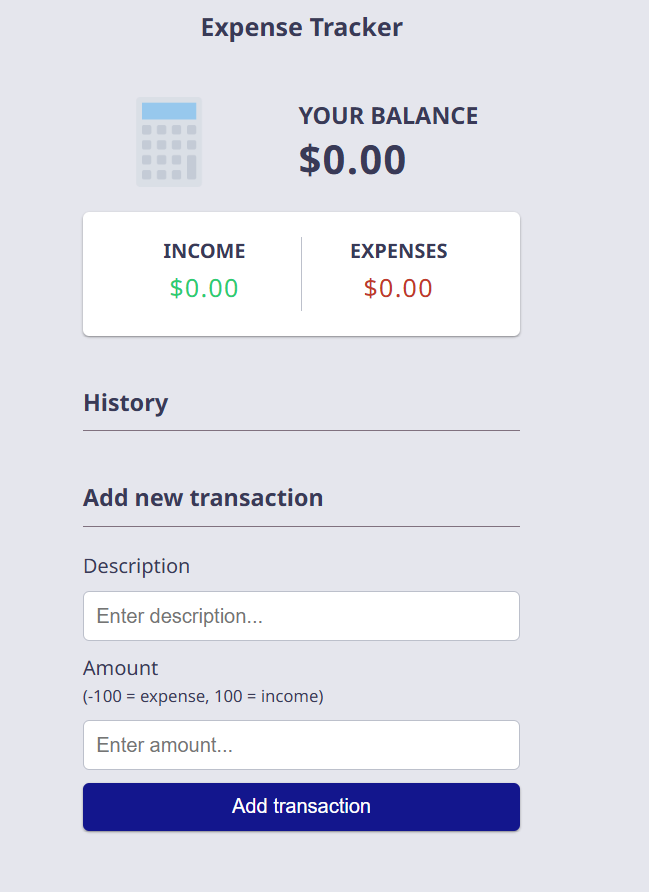 Expense Tracker
YOUR BALANCE
$0.00
INCOME
$0.00
EXPENSES
$0.00
History
Add new transaction
Description
Enter description...
Amount
(-100 = expense, 100 = income)
Enter amount...
Add transaction